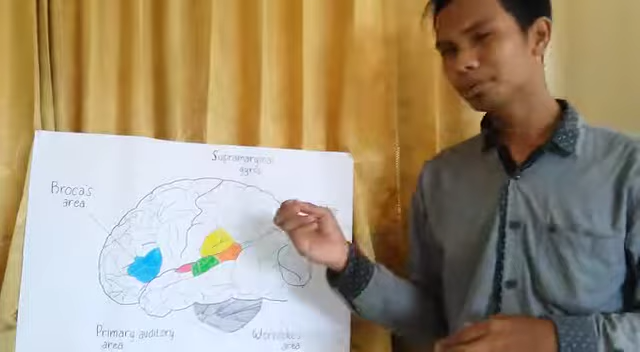 Supramarginal
gyrus
Broca's
area
Primary auditory
area
Wernicke's
area